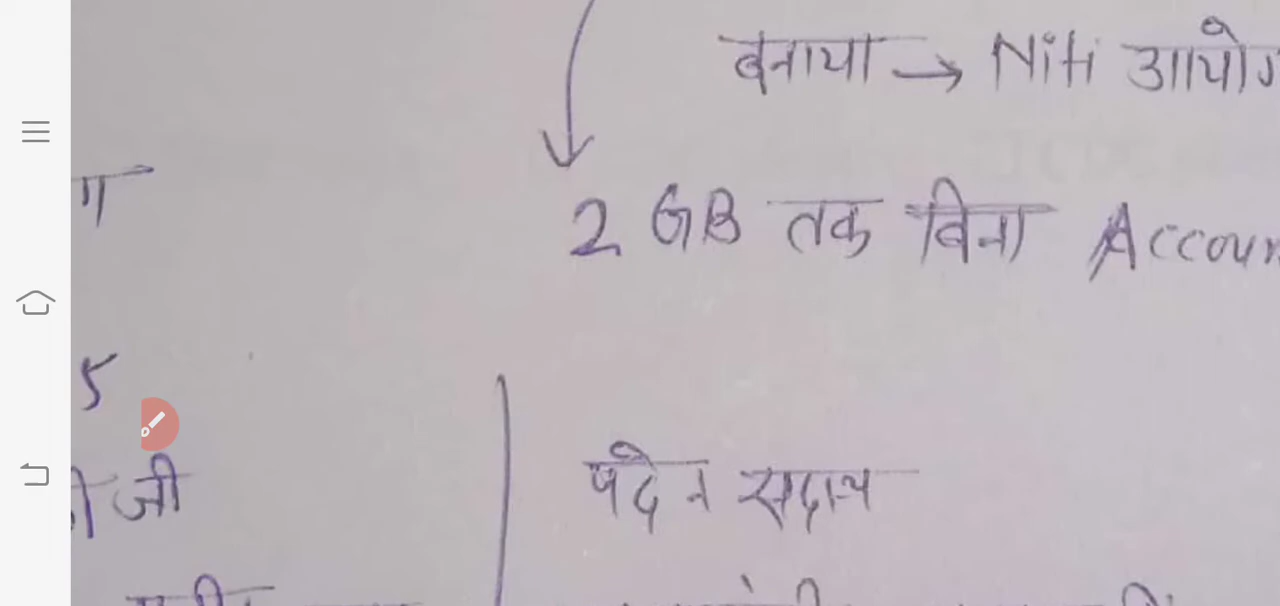 बनाया → Niti आयोग
2 GB तक बिना Accoun
5
जी
पदेन सदस्य